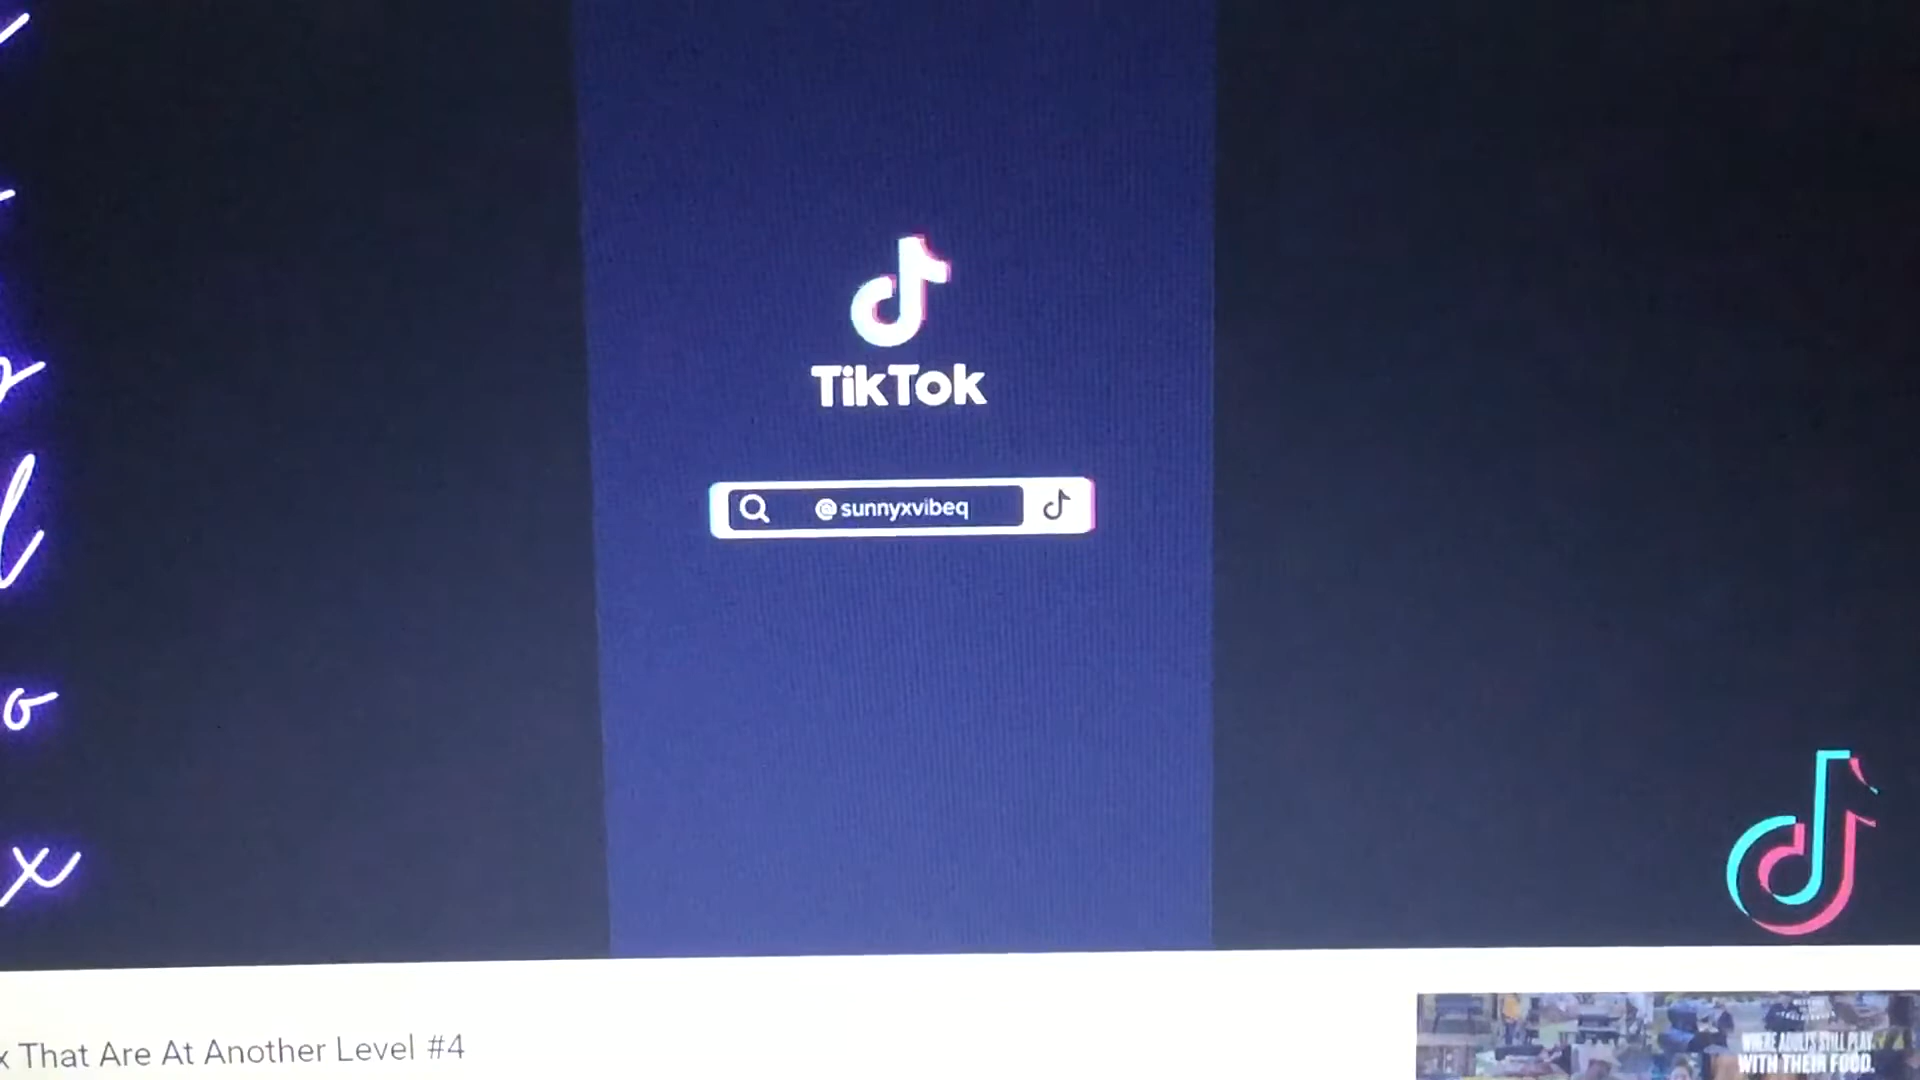 TikTok
@sunnyxvibeq
l
o
x
x That Are At Another Level #4
WHERE ADULTS STILL PLAY
WITH THEIR FOOD.